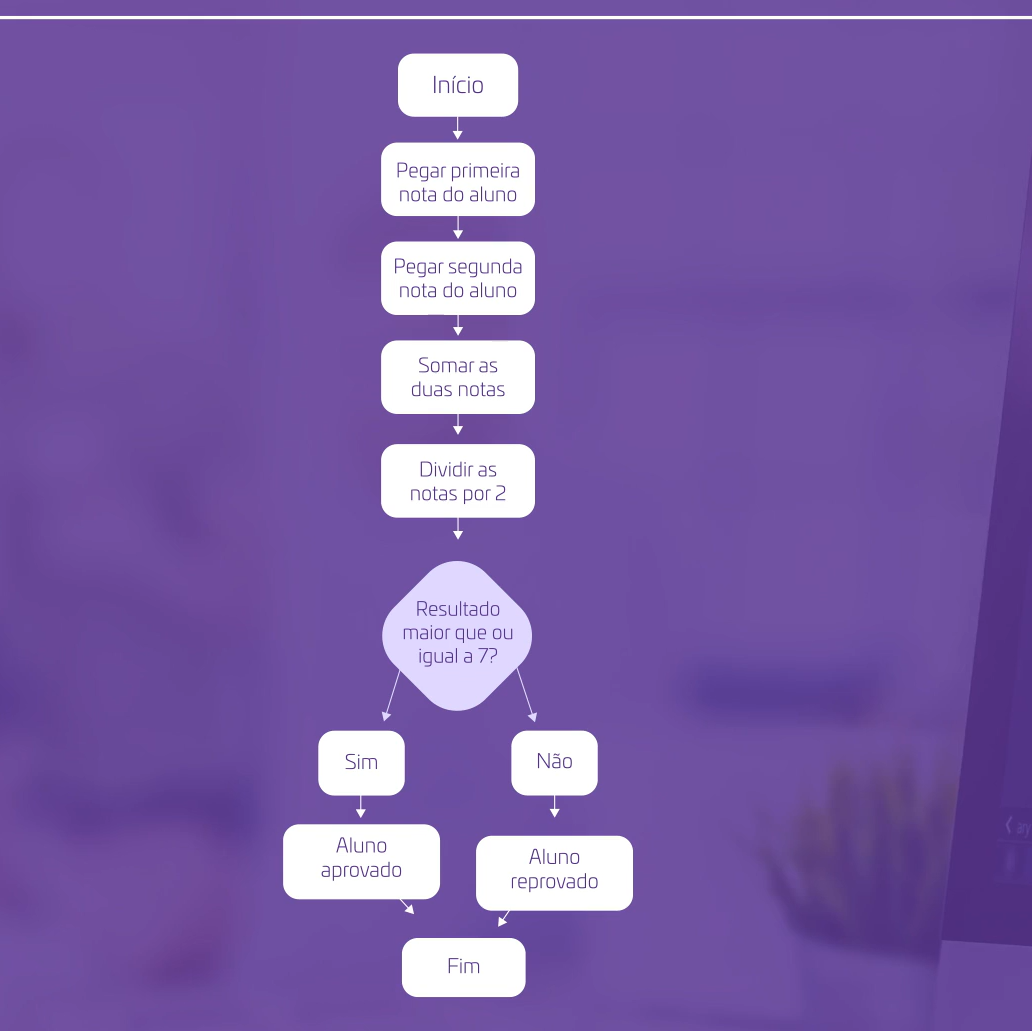 Início
Pegar primeira
nota do aluno
Pegar segunda
nota do aluno
Somar as
duas notas
Dividir as
notas por 2
Resultado
maior que ou
igual a 7?
Sim
Não
Aluno
aprovado
Aluno
reprovado
Fim